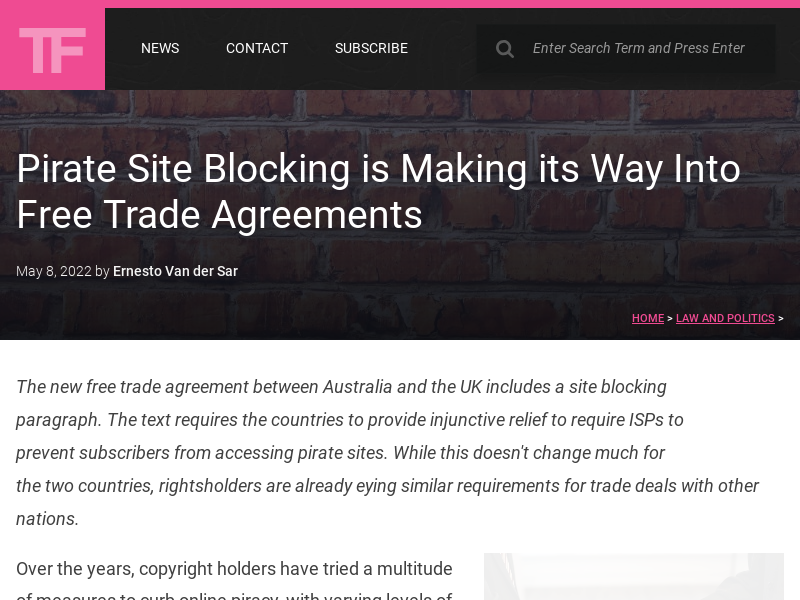 TF
NEWS
CONTACT
SUBSCRIBE
Enter Search Term and Press Enter
Pirate Site Blocking is Making its Way Into
Free Trade Agreements
May 8, 2022 by Ernesto Van der Sar
HOME > LAW AND POLITICS >
The new free trade agreement between Australia and the UK includes a site blocking
paragraph. The text requires the countries to provide injunctive relief to require ISPs to
prevent subscribers from accessing pirate sites. While this doesn't change much for
the two countries, rightsholders are already eying similar requirements for trade deals with other
nations.
Over the years, copyright holders have tried a multitude
of measures to curb online piracy, with varying levels of